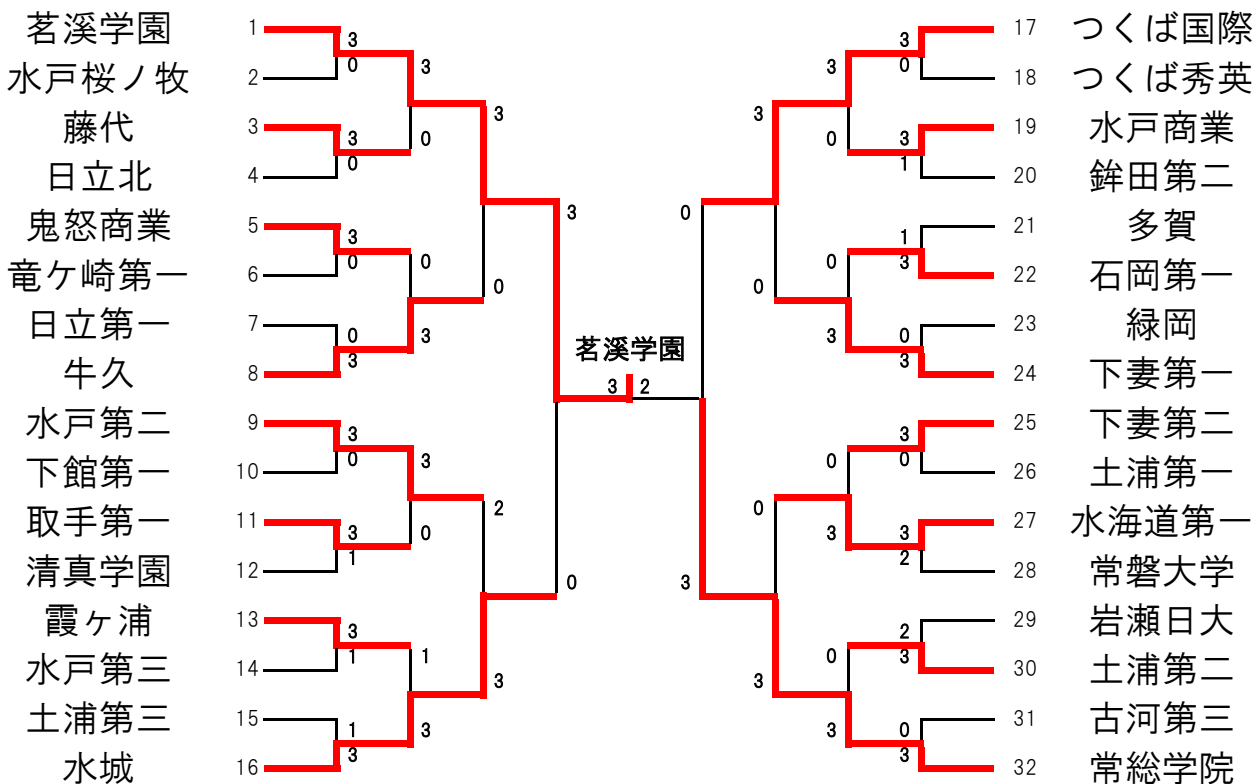 茗溪学園 1 3 17 つくば国際
3 0 3 3 0
水戸桜ノ牧 2 18 つくば秀英
3 3
藤代 3 3 0 0 3 19 水戸商業
0 1
日立北 4 20 鉾田第二
3 0
鬼怒商業 5 3 1 21 多賀
0 0 0 3
竜ケ崎第一 6 22 石岡第一
0 0
日立第一 7 0 3 3 0 23 緑岡
3 3
茗溪学園
牛久 8 24 下妻第一
3 2
水戸第二 9 3 3 25 下妻第二
0 3 0 0
下館第一 10 26 土浦第一
2 0
取手第一 11 3 0 3 3 27 水海道第一
1 2
清真学園 12 28 常磐大学
0 3
霞ヶ浦 13 3 2 29 岩瀬日大
1 1 0 3
水戸第三 14 30 土浦第二
3 3
土浦第三 15 1 3 3 0 31 古河第三
3 3
水城 16 32 常総学院